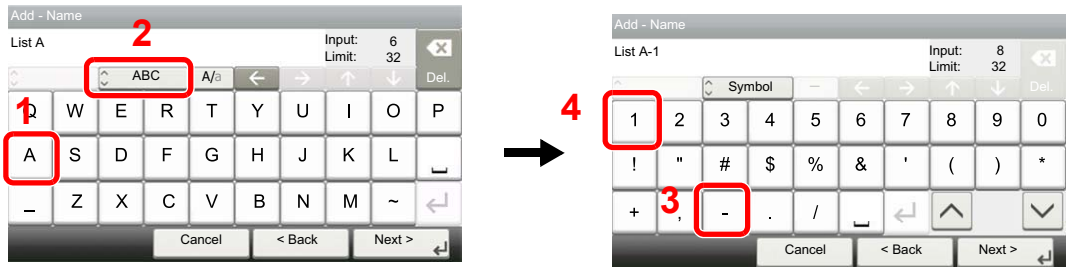 Add - Name
List A
Input: 6
Limit: 32
2
ABC A/a ← → ↑ ↓ Del.
1
Q W E R T Y U I O P
A S D F G H J K L
_ Z X C V B N M ~
Cancel < Back Next >
Add - Name
List A-1
Input: 8
Limit: 32
Symbol - ← → ↑ ↓ Del.
4
1 2 3 4 5 6 7 8 9 0
! " # $ % & ' ( ) *
3
+ , - . /
Cancel < Back Next >